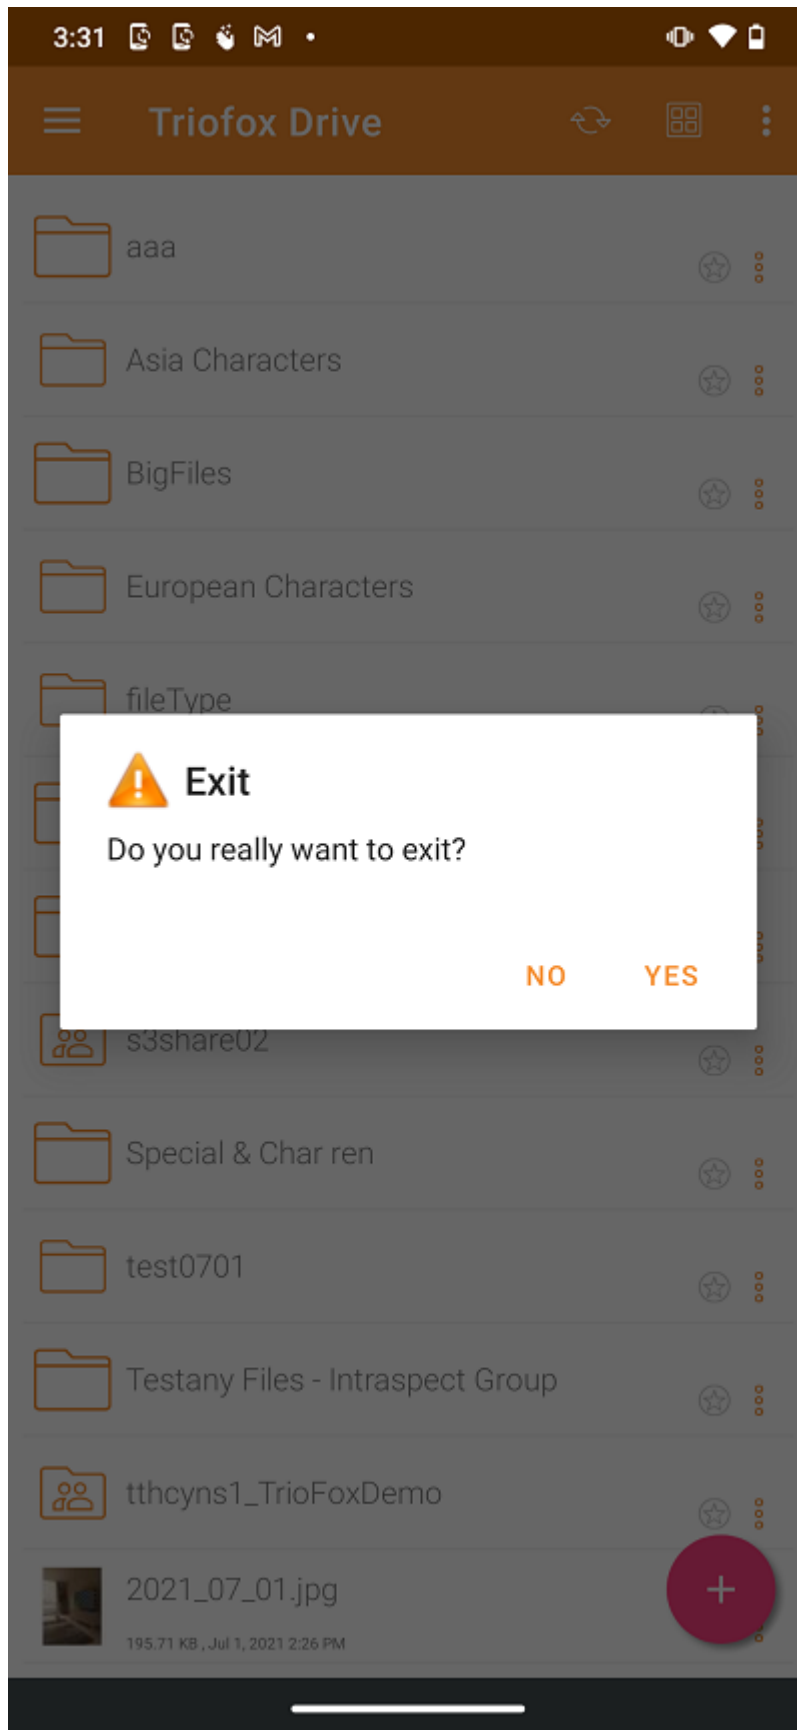 3:31
Triofox Drive
aaa
Asia Characters
BigFiles
European Characters
fileType
Exit
Do you really want to exit?
NO YES
s3share02
Special & Char ren
test0701
Testany Files - Intraspect Group
tthcyns1_TrioFoxDemo
2021_07_01.jpg
195.71 KB , Jul 1, 2021 2:26 PM